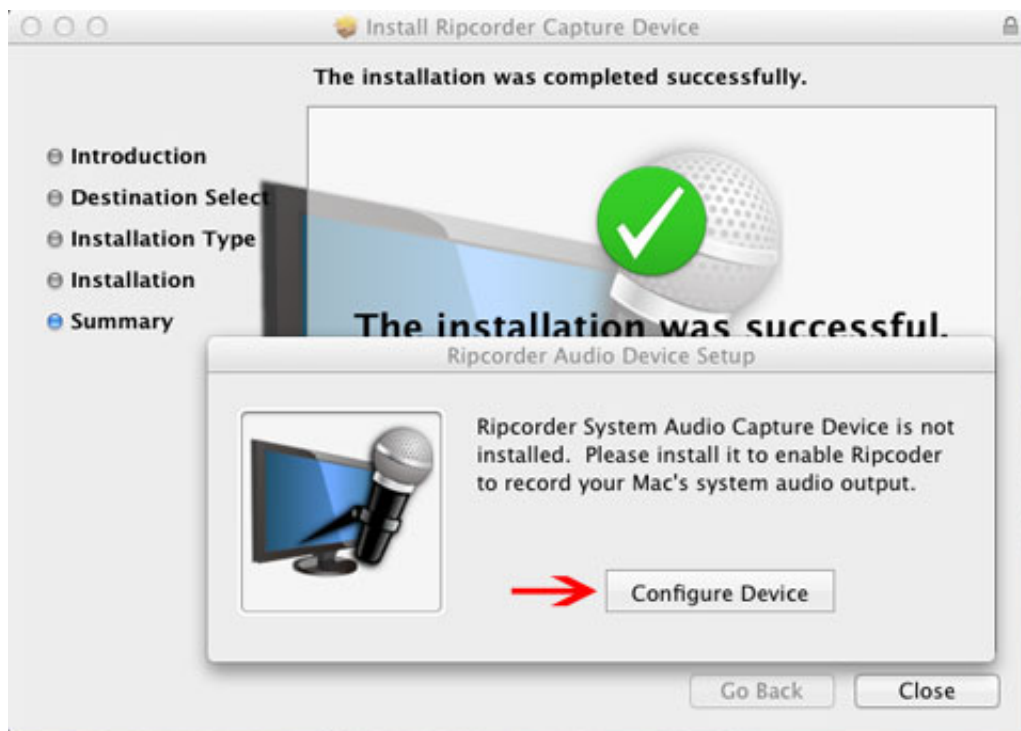 Install Ripcorder Capture Device
The installation was completed successfully.
Introduction
Destination Select
Installation Type
Installation
Summary
The installation was successful.
Ripcorder Audio Device Setup
Ripcorder System Audio Capture Device is not
installed. Please install it to enable Ripcoder
to record your Mac's system audio output.
Configure Device
Go Back
Close